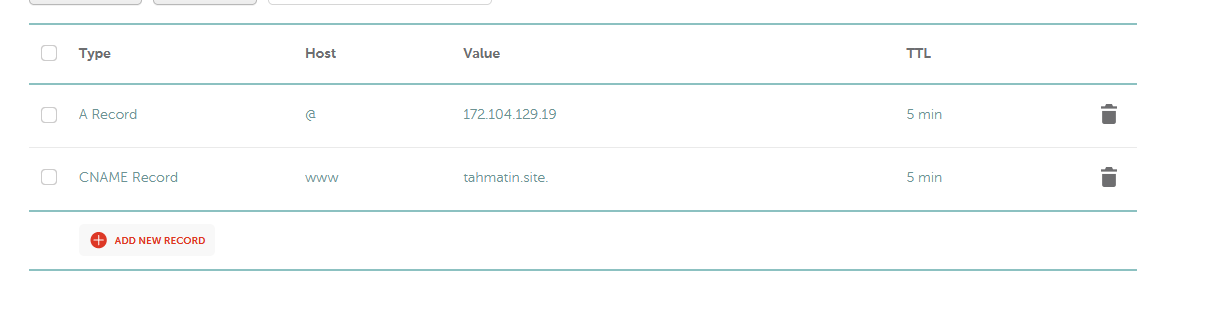 Type Host Value TTL
A Record @ 172.104.129.19 5 min
CNAME Record www tahmatin.site. 5 min
ADD NEW RECORD